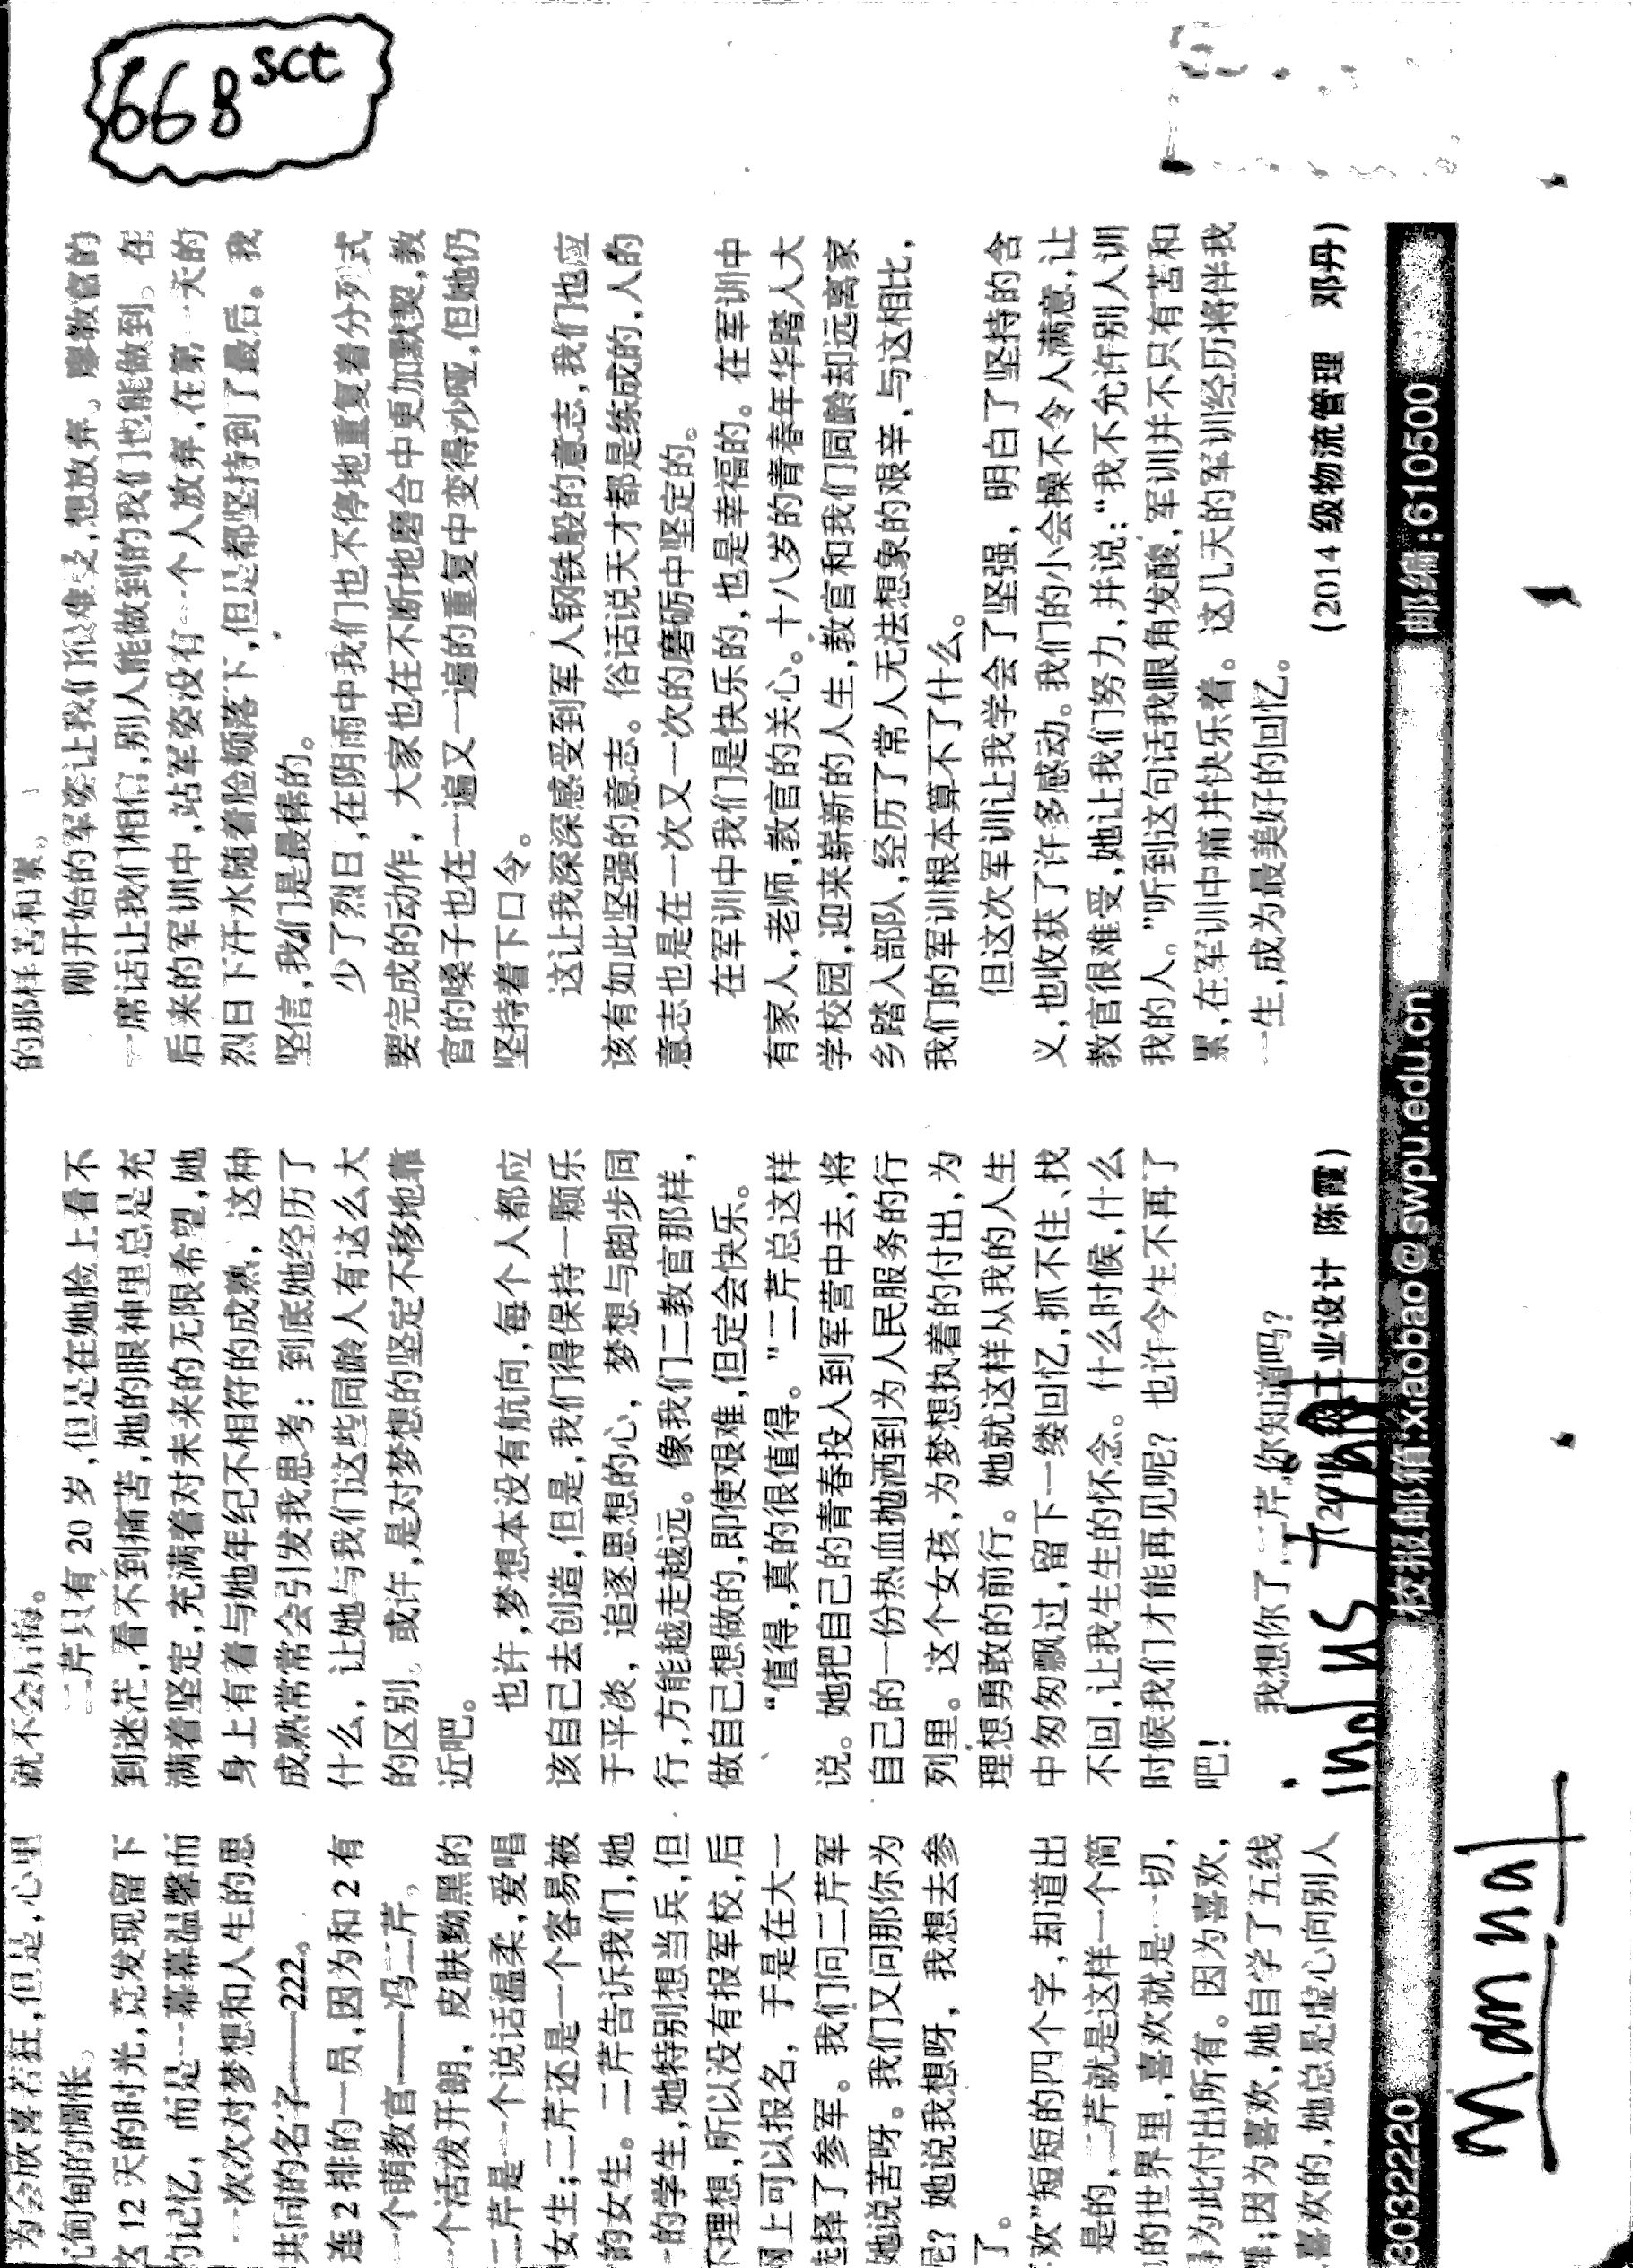 为会欣喜若狂,但是,心里
沉甸甸的惆怅。
这 12 天的时光,竟发现留下
的记忆，而是一幕幕温馨而
一次次对梦想和人生的思
共同的名字——222。
连 2 排的一员,因为和 2 有
一个萌教官——冯二芹。
一个活泼开朗，皮肤黝黑的
二芹是一个说话温柔,爱唱
女生;二芹还是一个容易被
的女生。二芹告诉我们,她
的学生,她特别想当兵,但
不理想,所以没有报军校,后
网上可以报名，于是在大一
选择了参军。我们问二芹军
她说苦呀。我们又问那你为
呢？她说我想呀，我想去参
了。
欢”短短的四个字,却道出
是的,二芹就是这样一个简
的世界里,喜欢就是一切,
得为此付出所有。因为喜欢,
;因为喜欢,她自学了五线
喜欢的,她总是虚心向别人
就不会后悔。
二芹只有 20 岁,但是在她脸上看不
到迷茫,看不到痛苦,她的眼神里总是充
满着坚定,充满着对未来的无限希望,她
身上有着与她年纪不相符的成熟，这种
成熟常常会引发我思考：到底她经历了
什么，让她与我们这些同龄人有这么大
的区别。或许,是对梦想的坚定不移地靠
近吧。
也许,梦想本没有航向,每个人都应
该自己去创造,但是,我们得保持一颗乐
于平淡，追逐思想的心，梦想与脚步同
行,方能越走越远。像我们二教官那样，
做自己想做的,即使艰难,但定会快乐。
“值得,真的很值得。”二芹总这样
说。她把自己的青春投入到军营中去,将
自己的一份热血抛洒到为人民服务的行
列里。这个女孩,为梦想执着的付出,为
理想勇敢的前行。她就这样从我的人生
中匆匆飘过,留下一缕回忆,抓不住、找
不回,让我生生的怀念。什么时候,什么
时候我们才能再见呢？也许今生不再了
吧！
我想你了,二芹,你知道吗？
(2014 级工业设计 陈霞)
的那样苦和累。
刚开始的军姿让我们很难受,想放弃。廖教官的
一席话让我们相信,别人能做到的我们也能做到。在
后来的军训中,站军姿没有一个人放弃,在第一天的
烈日下汗水随着脸颊落下,但是都坚持到了最后。我
坚信,我们是最棒的。
少了烈日,在阴雨中我们也不停地重复着分列式
要完成的动作，大家也在不断地磨合中更加默契,教
官的嗓子也在一遍又一遍的重复中变得沙哑,但她仍
坚持着下口令。
这让我深深感受到军人钢铁般的意志,我们也应
该有如此坚强的意志。俗话说天才都是练成的,人的
意志也是在一次又一次的磨砺中坚定的。
在军训中我们是快乐的,也是幸福的。在军训中
有家人,老师,教官的关心。十八岁的青春年华踏入大
学校园,迎来崭新的人生,教官和我们同龄却远离家
乡踏入部队,经历了常人无法想象的艰辛,与这相比,
我们的军训根本算不了什么。
但这次军训让我学会了坚强，明白了坚持的含
义,也收获了许多感动。我们的小会操不令人满意,让
教官很难受,她让我们努力,并说：“我不允许别人训
我的人。”听到这句话我眼角发酸,军训并不只有苦和
累,在军训中痛并快乐着。这几天的军训经历将伴我
一生,成为最美好的回忆。
(2014 级物流管理 邓丹)
83032220
校报邮箱:xiaobao@swpu.edu.cn
邮编:610500
668 sct